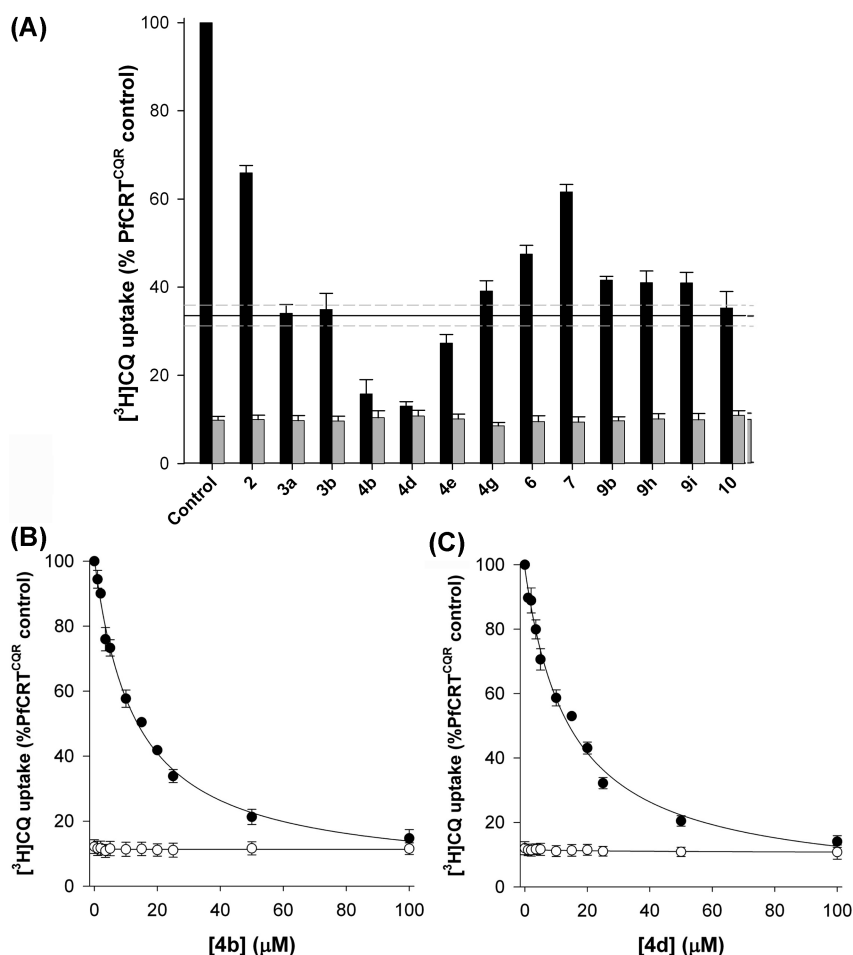 (A)
[³H]CQ uptake (% PfCRT^CQR control)
100
80
60
40
20
0
Control 2 3a 3b 4b 4d 4e 4g 6 7 9b 9h 9i 10
(B)
[³H]CQ uptake (%PfCRT^CQR control)
100
80
60
40
20
0
0 20 40 60 80 100
[4b] (μM)
(C)
[³H]CQ uptake (%PfCRT^CQR control)
100
80
60
40
20
0
0 20 40 60 80 100
[4d] (μM)